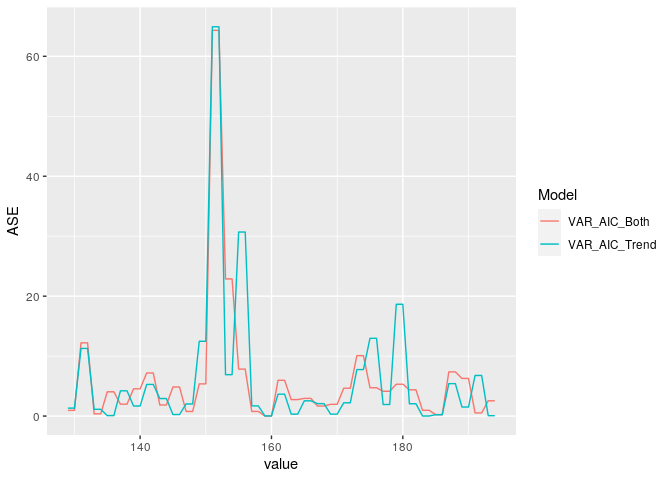 60
40
20
0
ASE
140
160
180
value
Model
VAR_AIC_Both
VAR_AIC_Trend